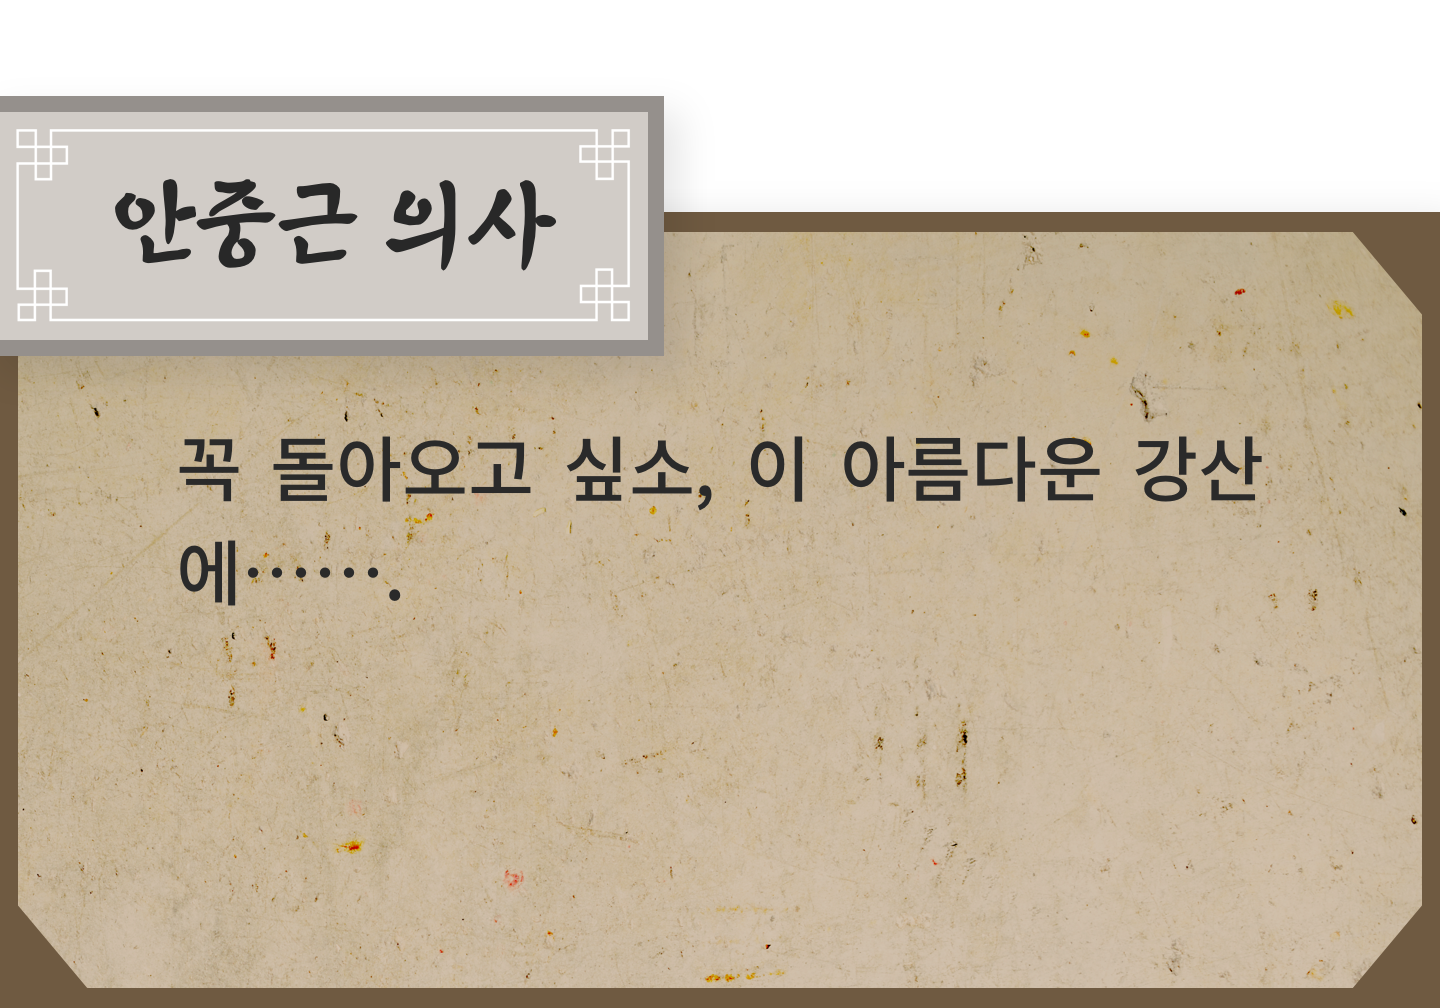 안중근 의사
꼭 돌아오고 싶소, 이 아름다운 강산
에…….